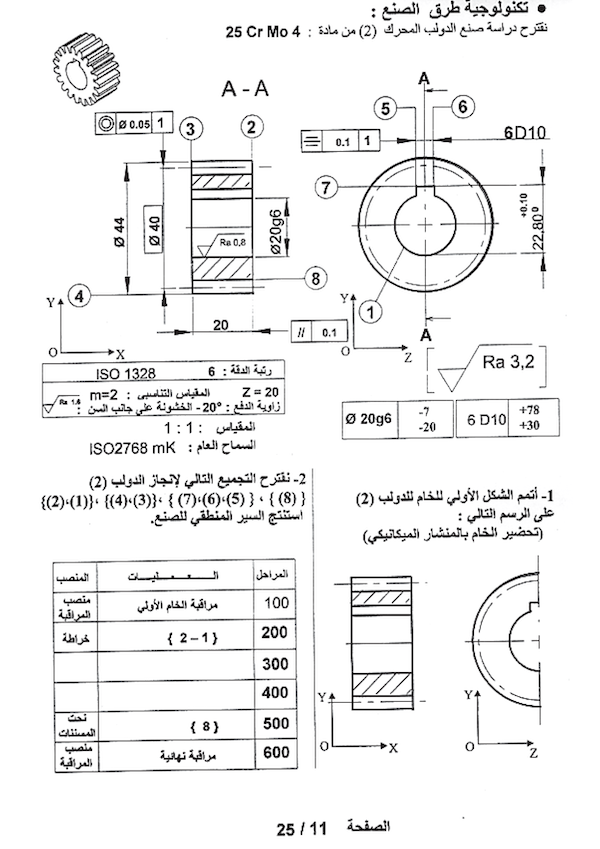 ● تكنولوجية طرق الصنع :
نقترح دراسة صنع الدولب المحرك (2) من مادة : 25 Cr Mo 4
A - A
A
5
6
3
2
◎ Ø 0.05 1
⌯ 0.1 1
6D10
7
Ø 44
Ø 40
Ra 0,8
Ø20g6
22,80 +0.10 0
8
4
1
20
// 0.1
A
Y
O
X
Y
O
Z
Ra 3,2
رتبة الدقة : 6 ISO 1328
Z = 20 المقياس التناسبي : m=2
زاوية الدفع : 20°- الخشونة على جانب السن : Ra 1,6
المقياس : 1 : 1
السماح العام : ISO2768 mK
Ø 20g6 -7 -20 6 D10 +78 +30
1- أتمم الشكل الأولي للخام للدولب (2)
على الرسم التالي :
(تحضير الخام بالمنشار الميكانيكي)
Y
O
X
Y
O
Z
2- نقترح التجميع التالي لإنجاز الدولب (2)
{(2)،(1)}، {(4)،(3)}، {(7)،(6)،(5)} ، {(8)}
استنتج السير المنطقي للصنع.
المراحل العمليات المنصب
100 مراقبة الخام الأولي منصب المراقبة
200 {2 – 1} خراطة
300
400
500 {8} نحت المسننات
600 مراقبة نهائية منصب المراقبة
الصفحة 11 / 25